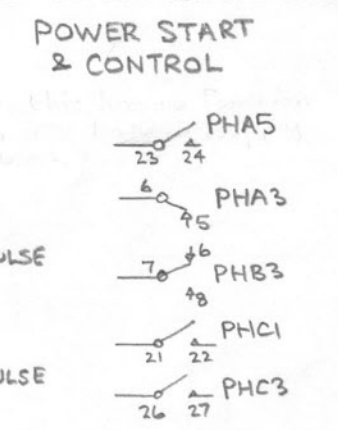 POWER START
& CONTROL
PHA5
23 24
6 PHA3
5
ULSE 7 6 PHB3
8
PHC1
21 22
ULSE PHC3
26 27